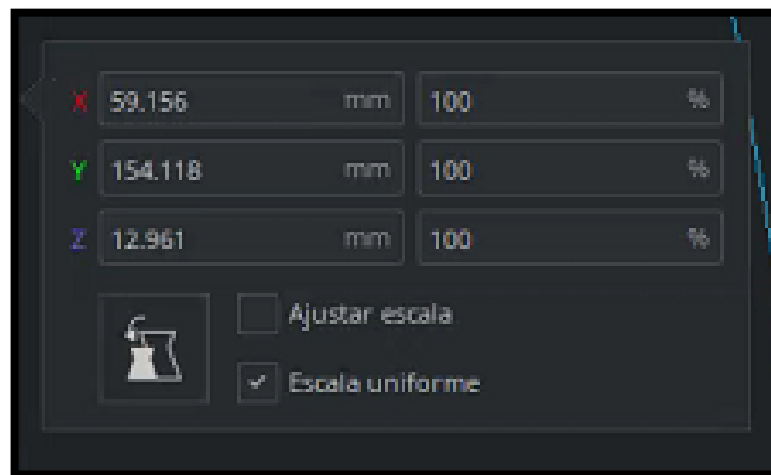 X 59.156 mm 100 %
Y 154.118 mm 100 %
Z 12.961 mm 100 %
Ajustar escala
Escala uniforme